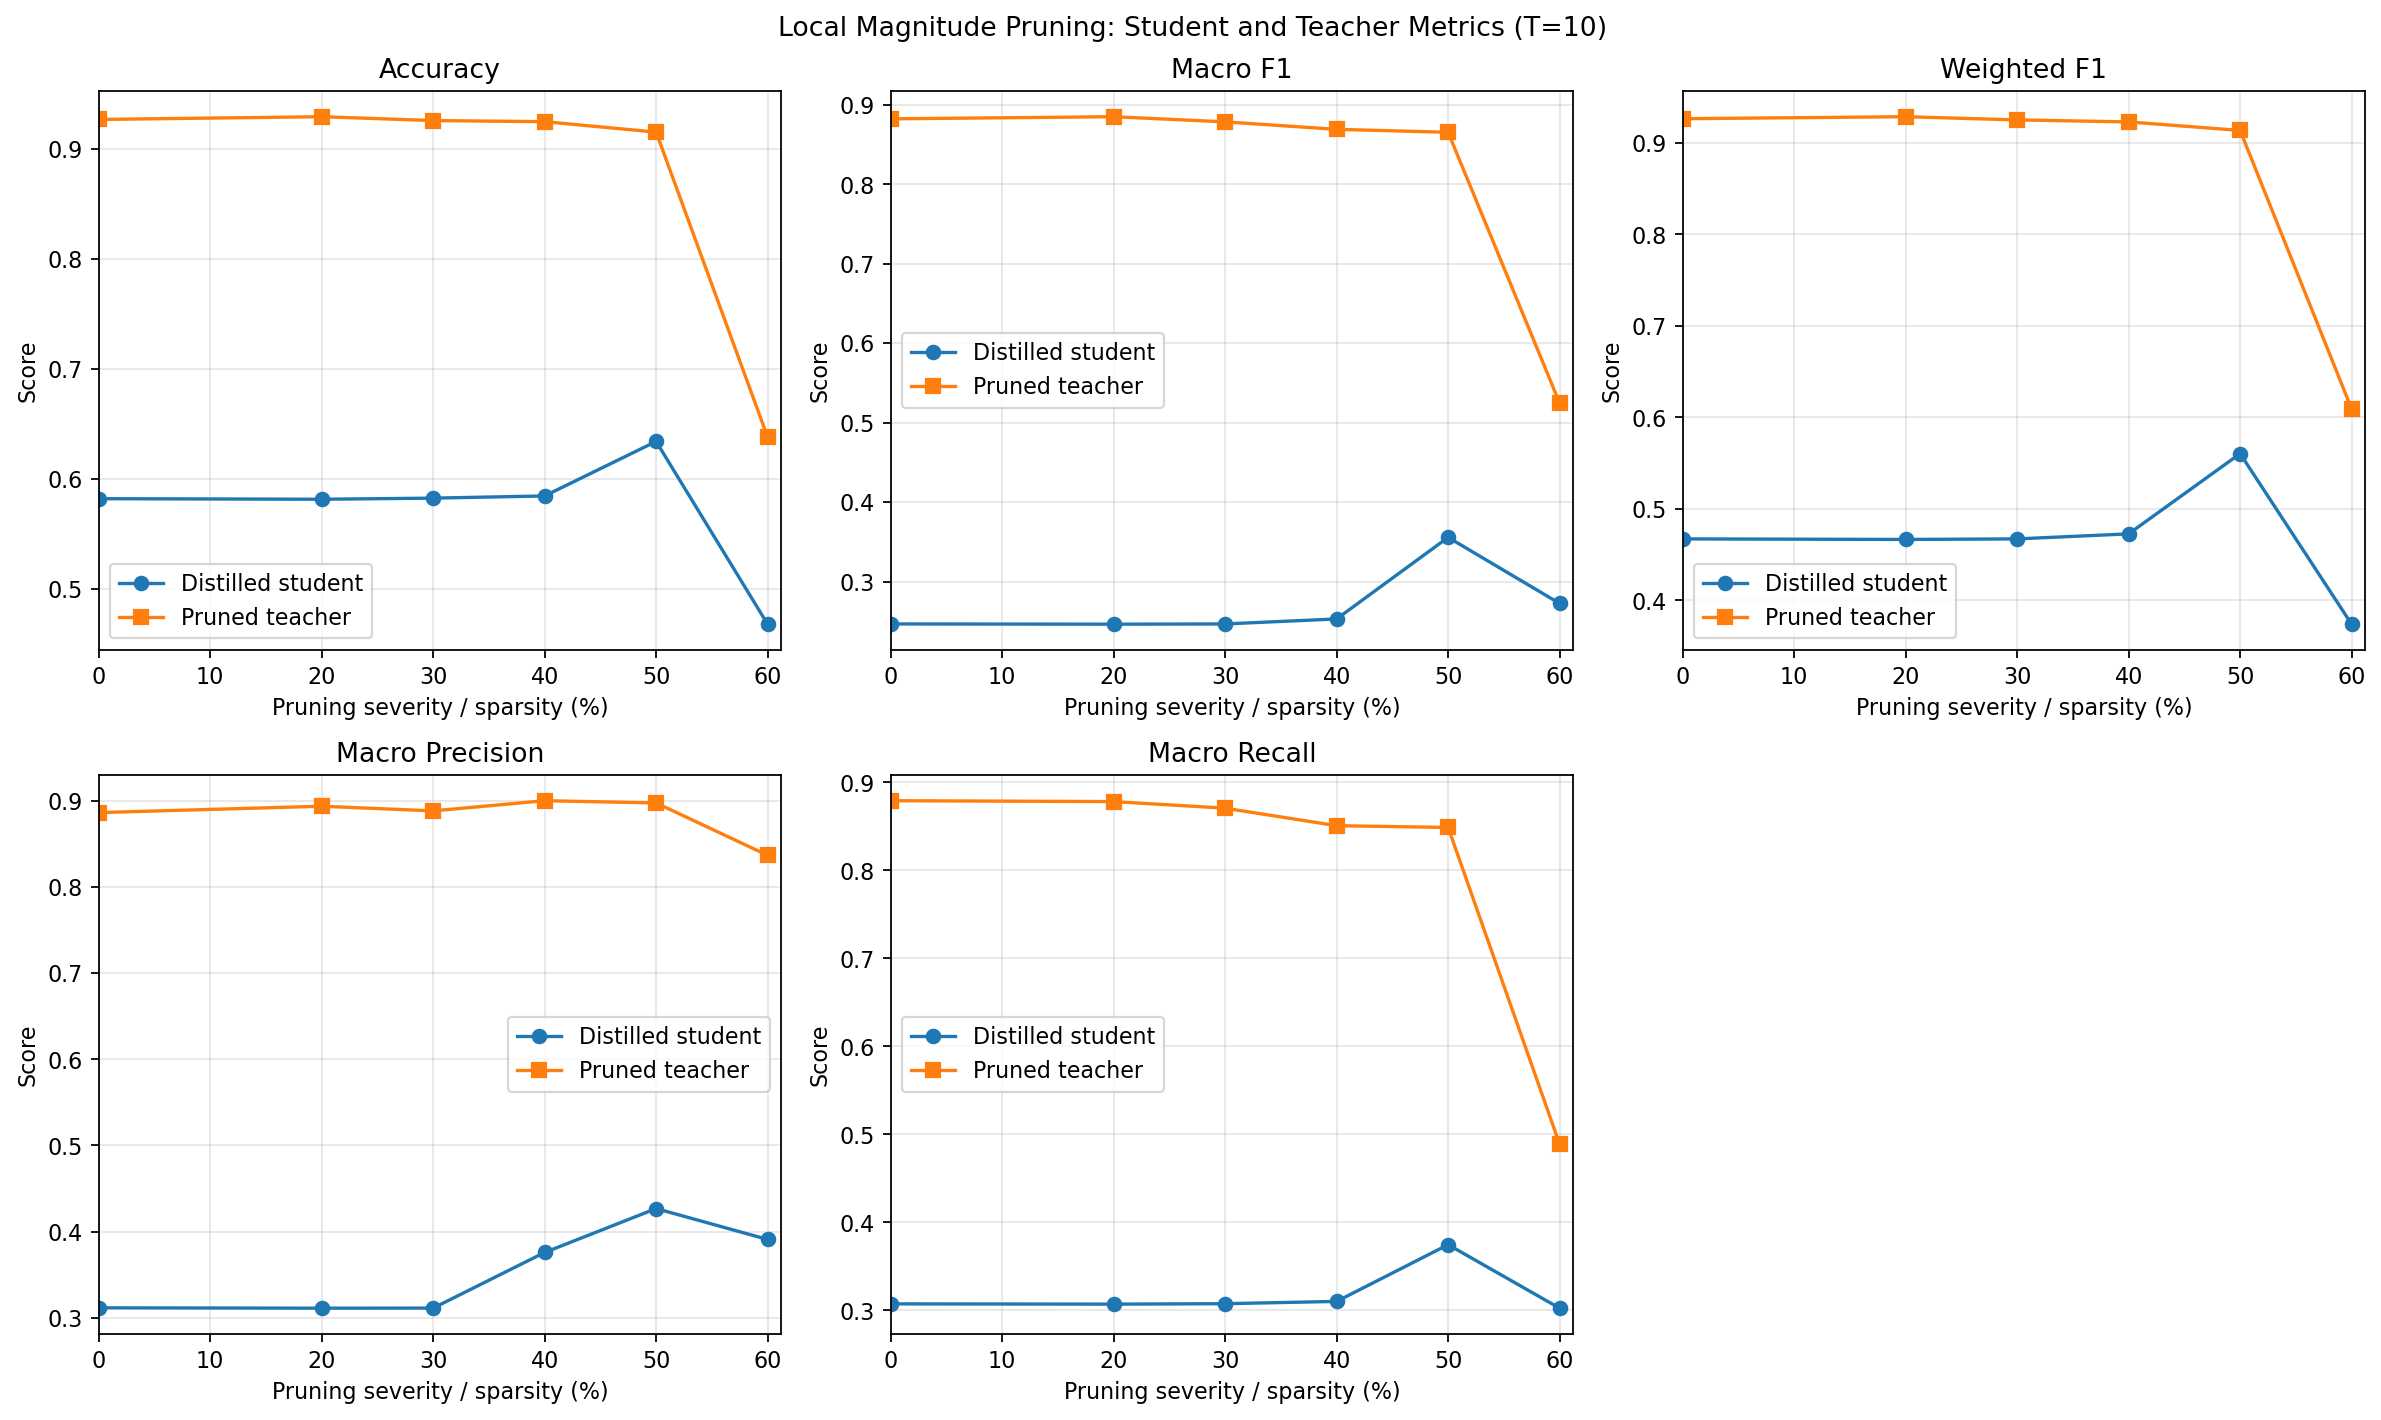 Local Magnitude Pruning: Student and Teacher Metrics (T=10)
Accuracy
0.9
0.8
0.7
0.6
0.5
Score
Distilled student
Pruned teacher
0 10 20 30 40 50 60
Pruning severity / sparsity (%)
Macro F1
0.9
0.8
0.7
0.6
0.5
0.4
0.3
Score
Distilled student
Pruned teacher
0 10 20 30 40 50 60
Pruning severity / sparsity (%)
Weighted F1
0.9
0.8
0.7
0.6
0.5
0.4
Score
Distilled student
Pruned teacher
0 10 20 30 40 50 60
Pruning severity / sparsity (%)
Macro Precision
0.9
0.8
0.7
0.6
0.5
0.4
0.3
Score
Distilled student
Pruned teacher
0 10 20 30 40 50 60
Pruning severity / sparsity (%)
Macro Recall
0.9
0.8
0.7
0.6
0.5
0.4
0.3
Score
Distilled student
Pruned teacher
0 10 20 30 40 50 60
Pruning severity / sparsity (%)